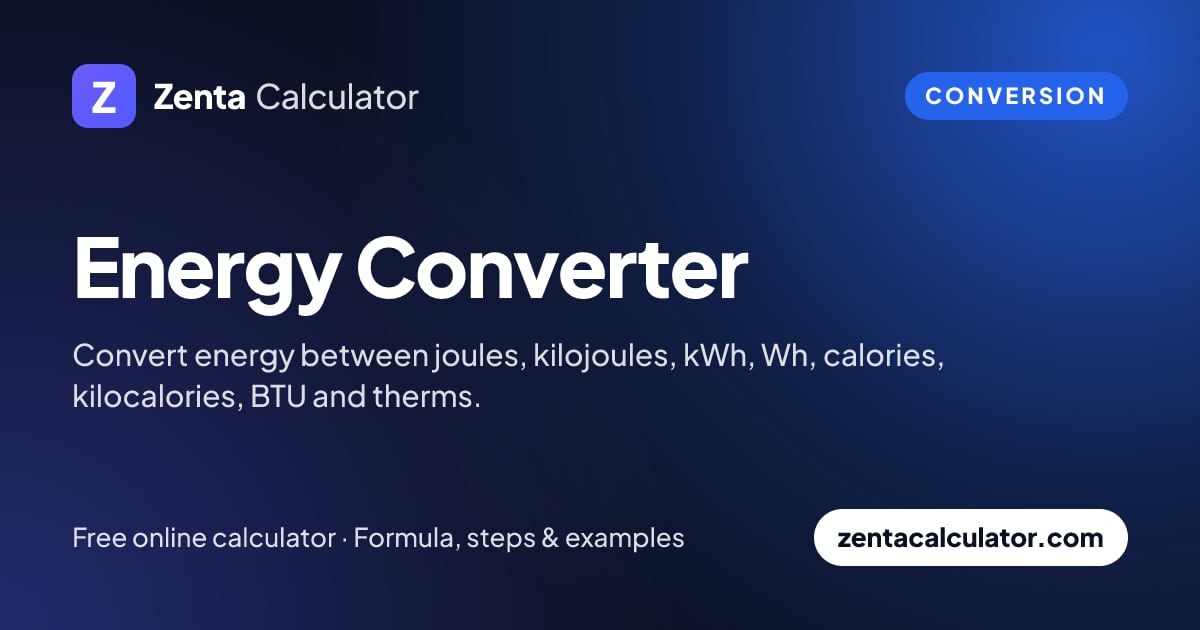 Z
Zenta Calculator
CONVERSION
Energy Converter
Convert energy between joules, kilojoules, kWh, Wh, calories,
kilocalories, BTU and therms.
Free online calculator · Formula, steps & examples
zentacalculator.com